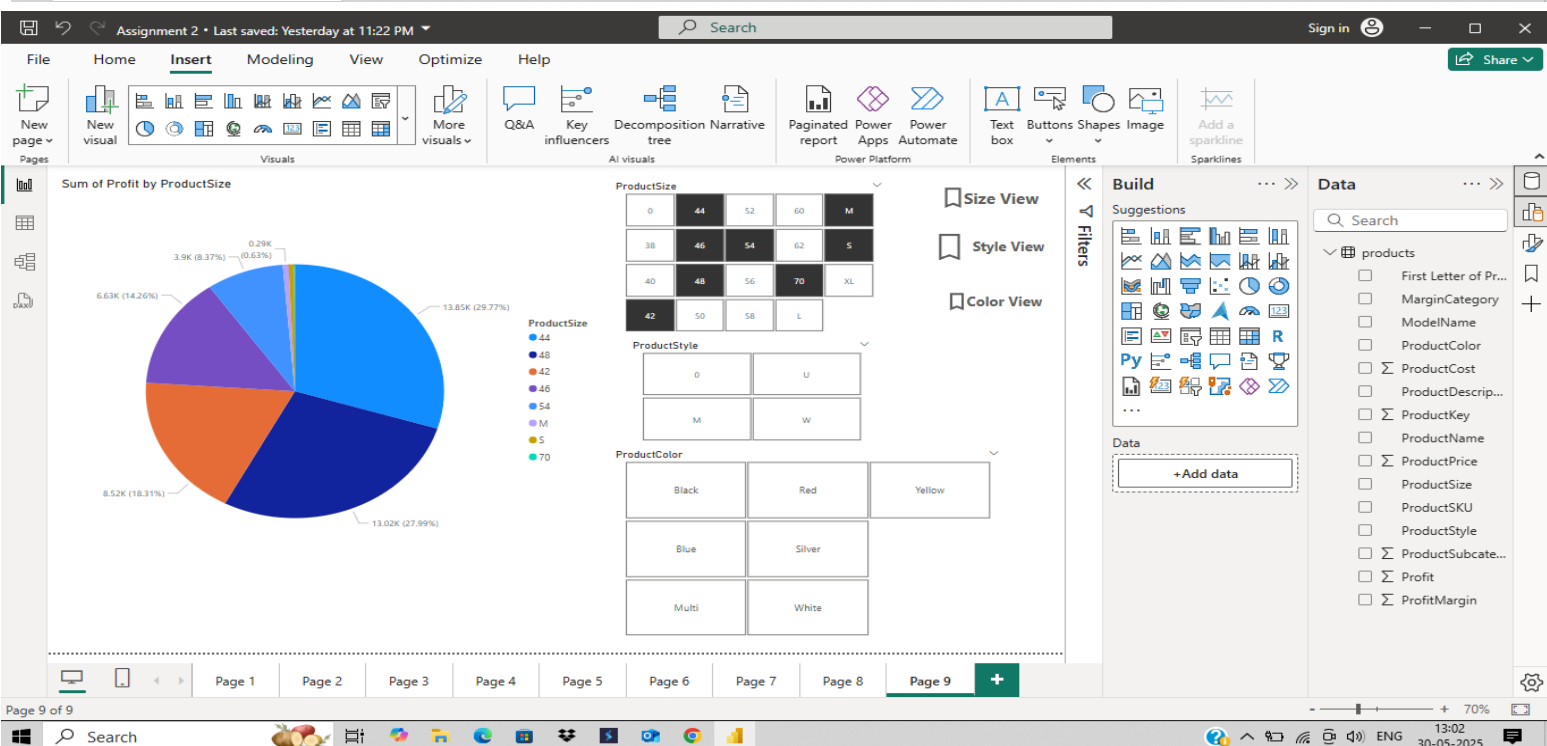 Assignment 2 • Last saved: Yesterday at 11:22 PM
Search
Sign in
File Home Insert Modeling View Optimize Help
Share
New page
New visual
More visuals
Q&A
Key influencers
Decomposition tree
Narrative
Paginated report
Power Apps
Power Automate
Text box
Buttons
Shapes
Image
Add a sparkline
Pages
Visuals
AI visuals
Power Platform
Elements
Sparklines
Sum of Profit by ProductSize
0.29K
(0.63%)
3.9K (8.37%)
6.63K (14.26%)
13.85K (29.77%)
8.52K (18.31%)
13.02K (27.99%)
ProductSize
44
48
42
46
54
M
S
70
ProductSize
0 44 52 60 M
38 46 54 62 S
40 48 56 70 XL
42 50 58 L
ProductStyle
0 U
M W
ProductColor
Black Red Yellow
Blue Silver
Multi White
Size View
Style View
Color View
Filters
Build
Suggestions
123
R
Py
...
Data
+Add data
Data
Search
products
First Letter of Pr...
MarginCategory
ModelName
ProductColor
∑ ProductCost
ProductDescrip...
∑ ProductKey
ProductName
∑ ProductPrice
ProductSize
ProductSKU
ProductStyle
∑ ProductSubcate...
∑ Profit
∑ ProfitMargin
DAX
Page 1 Page 2 Page 3 Page 4 Page 5 Page 6 Page 7 Page 8 Page 9 +
Page 9 of 9
- + 70%
Search
ENG
13:02
30-05-2025